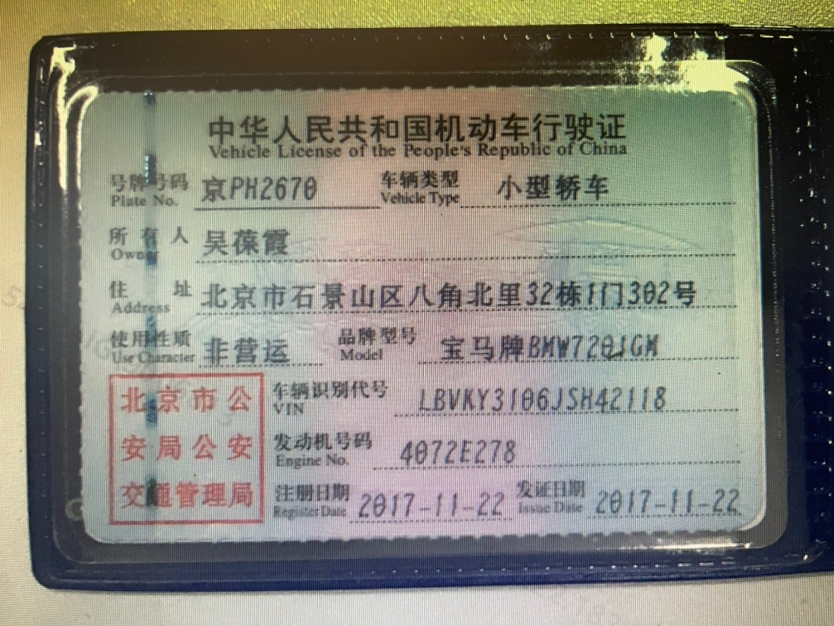 中华人民共和国机动车行驶证
Vehicle License of the People's Republic of China
号牌号码 京PH2670 车辆类型 小型轿车
Plate No. Vehicle Type
所有人 吴葆霞
Owner
住址 北京市石景山区八角北里32栋1门302号
Address
使用性质 非营运 品牌型号 宝马牌BMW7201GM
Use Character Model
北京市公
安局公安
交通管理局
车辆识别代号 LBVKY3106JSH42118
VIN
发动机号码 4072E278
Engine No.
注册日期 2017-11-22 发证日期 2017-11-22
Register Date Issue Date